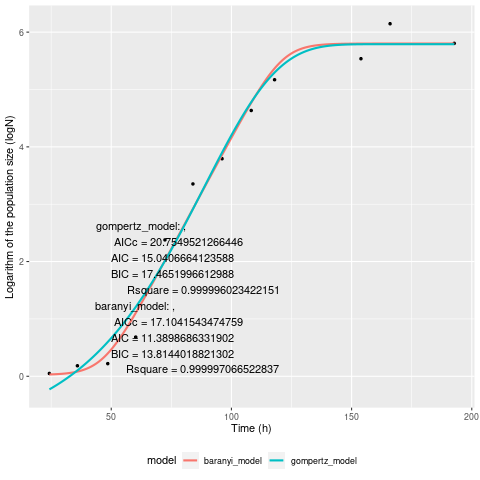 6
4
2
0
Logarithm of the population size (logN)
gompertz_model: ,
AICc = 20.7549521266446
AIC = 15.0406664123588
BIC = 17.4651996612988
Rsquare = 0.999996023422151
baranyi_model: ,
AICc = 17.1041543474759
AIC = 11.3898686331902
BIC = 13.8144018821302
Rsquare = 0.999997066522837
50 100 150 200
Time (h)
model baranyi_model gompertz_model